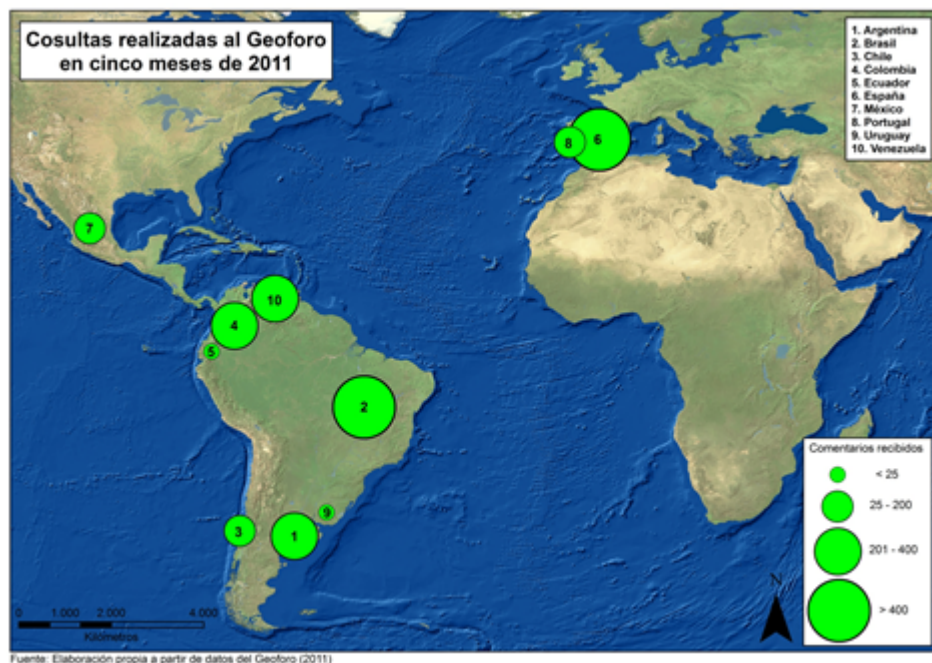 Cosultas realizadas al Geoforo
en cinco meses de 2011
1. Argentina
2. Brasil
3. Chile
4. Colombia
5. Ecuador
6. España
7. México
8. Portugal
9. Uruguay
10. Venezuela
8
6
7
10
4
5
2
9
3
1
Comentarios recibidos
< 25
25 - 200
201 - 400
> 400
N
0 1.000 2.000 4.000
Kilómetros
Fuente: Elaboración propia a partir de datos del Geoforo (2011)